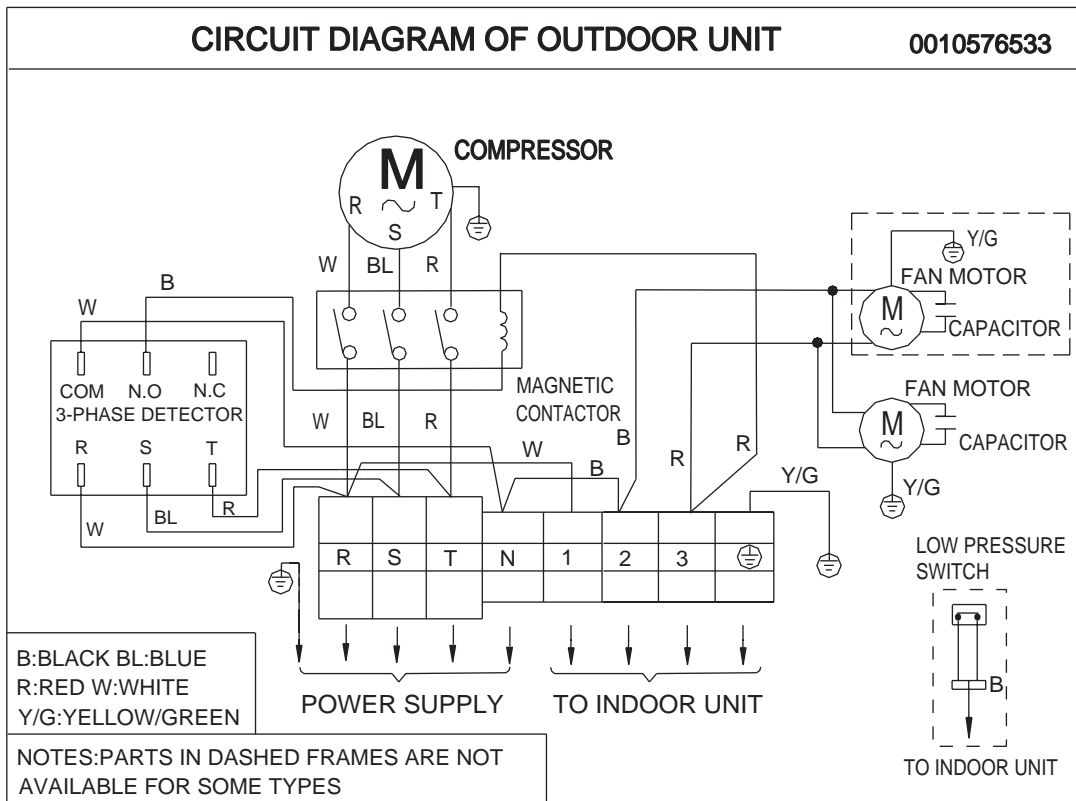 CIRCUIT DIAGRAM OF OUTDOOR UNIT
0010576533
COMPRESSOR
M
R
S
T
W
BL
R
B
W
Y/G
FAN MOTOR
M
CAPACITOR
COM
N.O
N.C
3-PHASE DETECTOR
R
S
T
MAGNETIC
CONTACTOR
FAN MOTOR
M
CAPACITOR
Y/G
W
BL
R
W
B
B
R
R
Y/G
W
BL
R
R
S
T
N
1
2
3
LOW PRESSURE
SWITCH
B
TO INDOOR UNIT
POWER SUPPLY
TO INDOOR UNIT
B:BLACK BL:BLUE
R:RED W:WHITE
Y/G:YELLOW/GREEN
NOTES:PARTS IN DASHED FRAMES ARE NOT
AVAILABLE FOR SOME TYPES